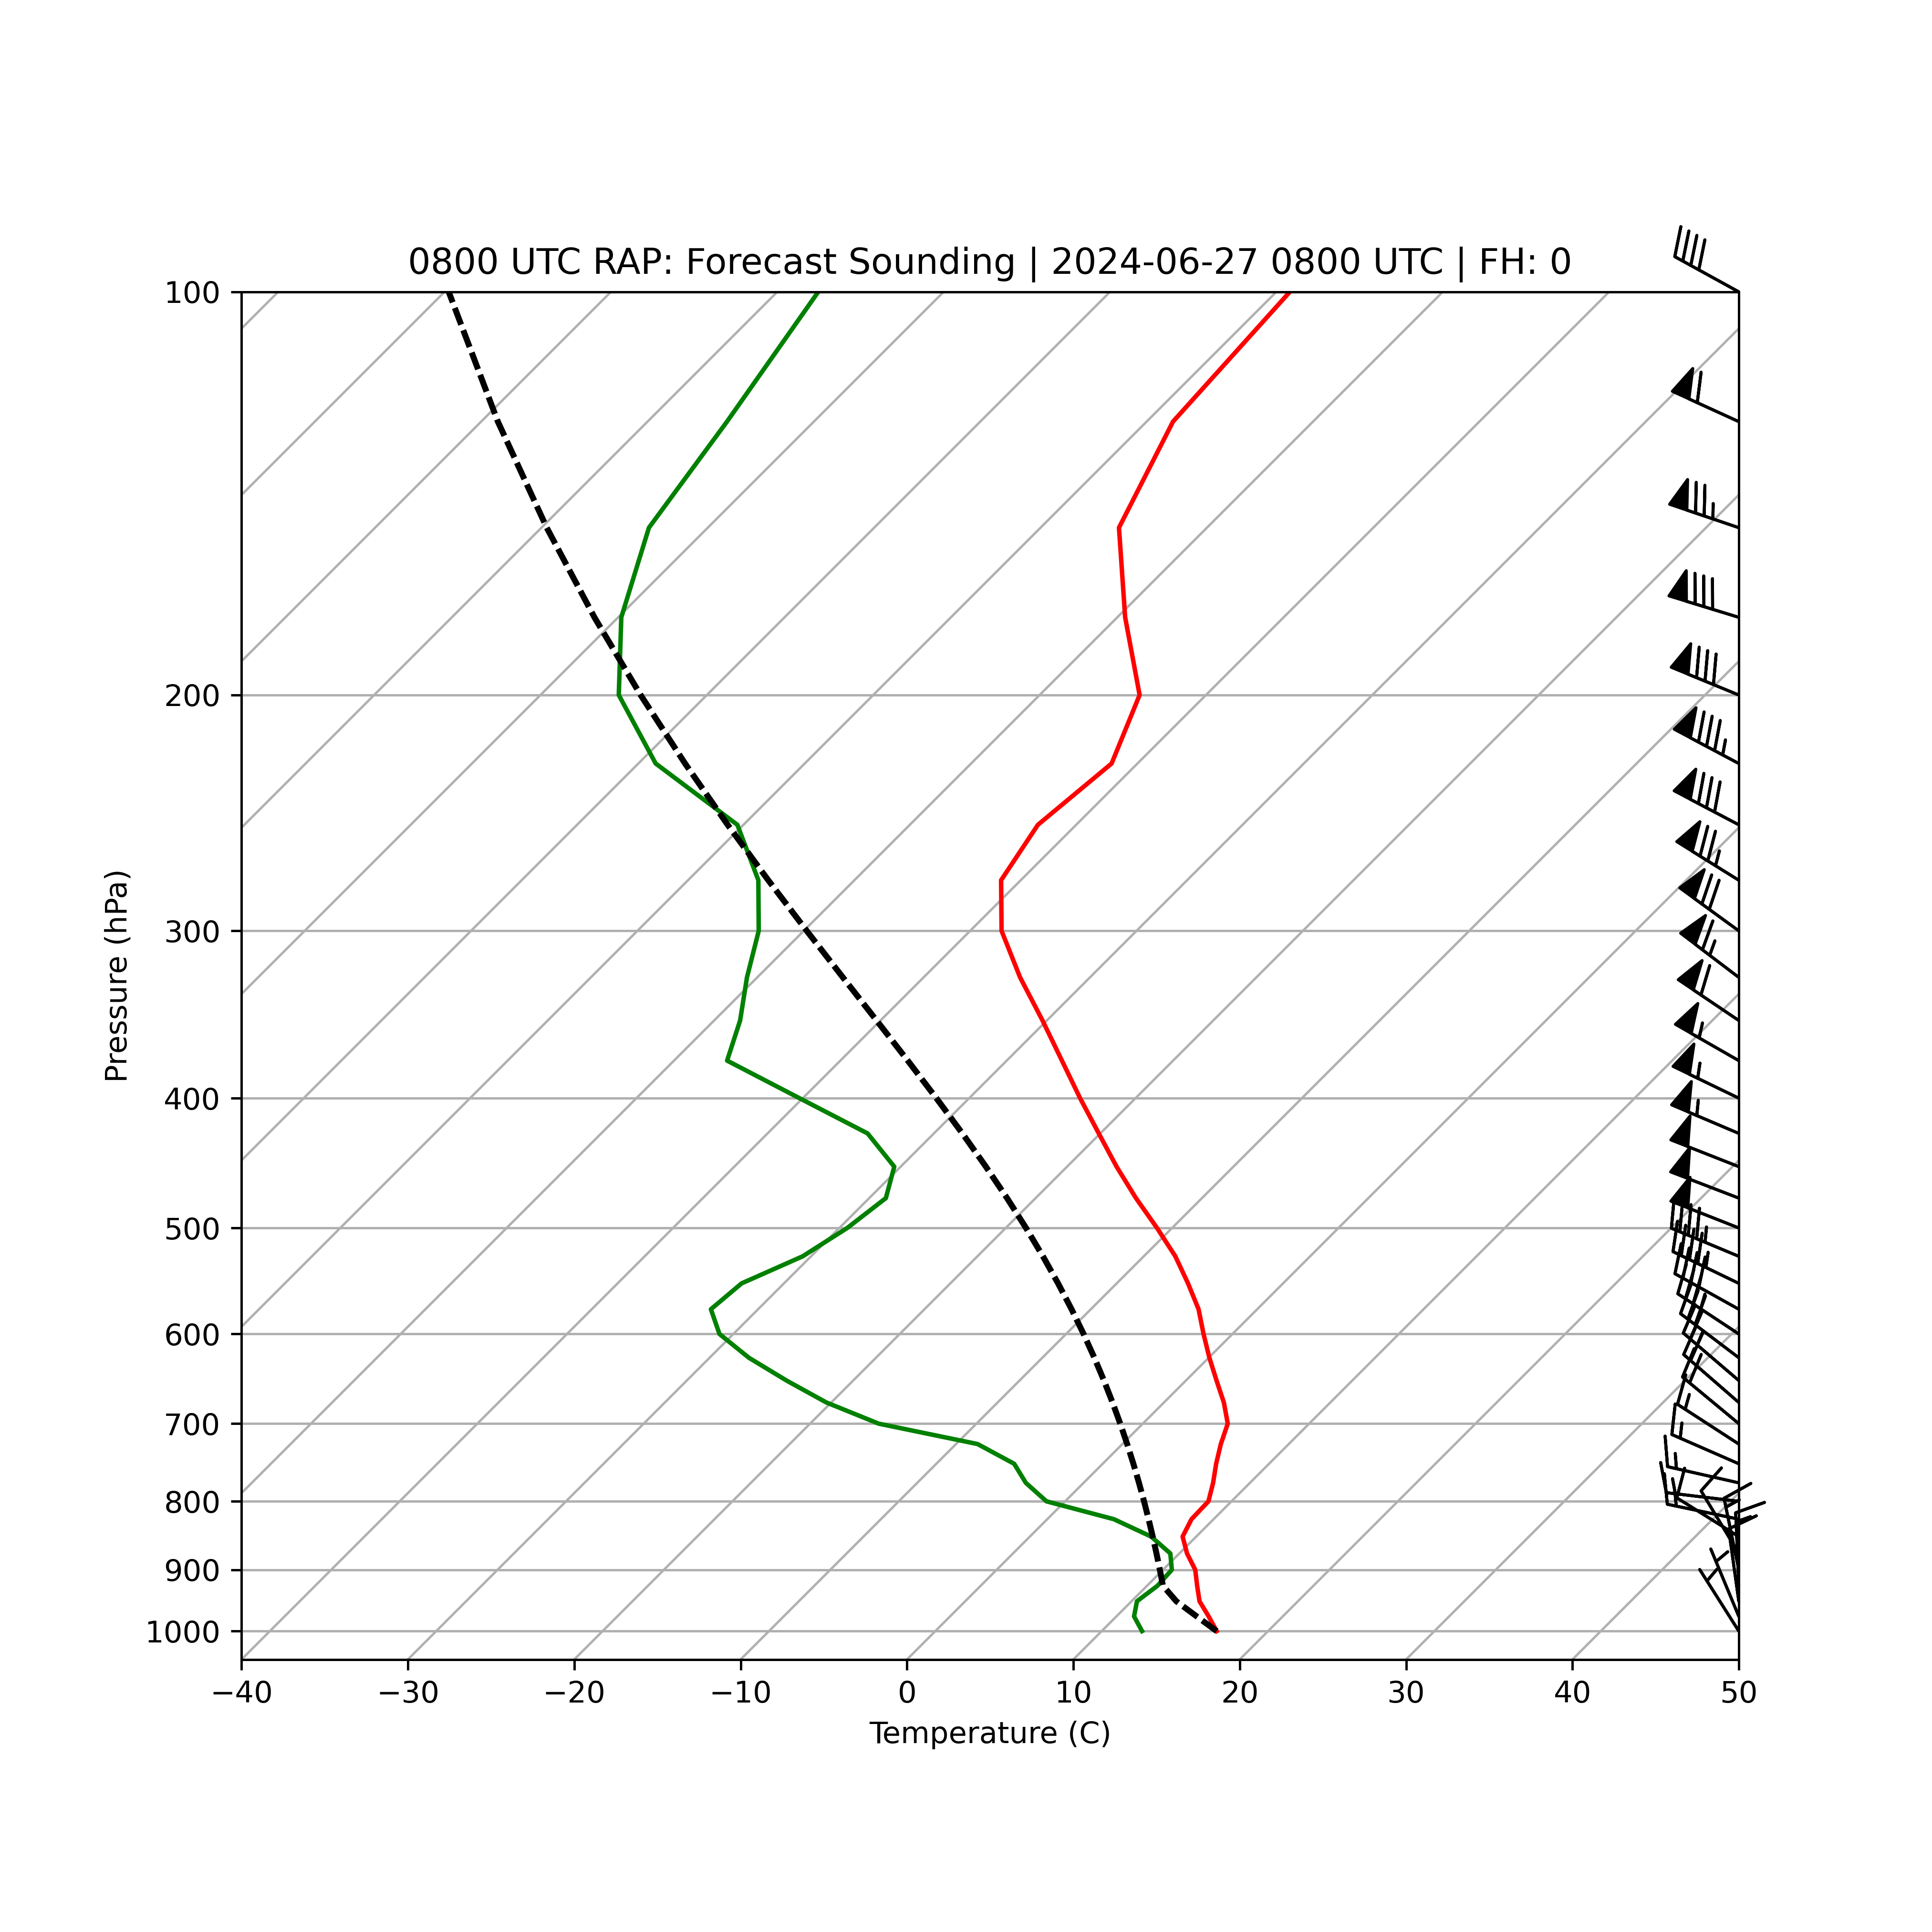 0800 UTC RAP: Forecast Sounding | 2024-06-27 0800 UTC | FH: 0
100
200
300
400
500
600
700
800
900
1000
Pressure (hPa)
−40 −30 −20 −10 0 10 20 30 40 50
Temperature (C)